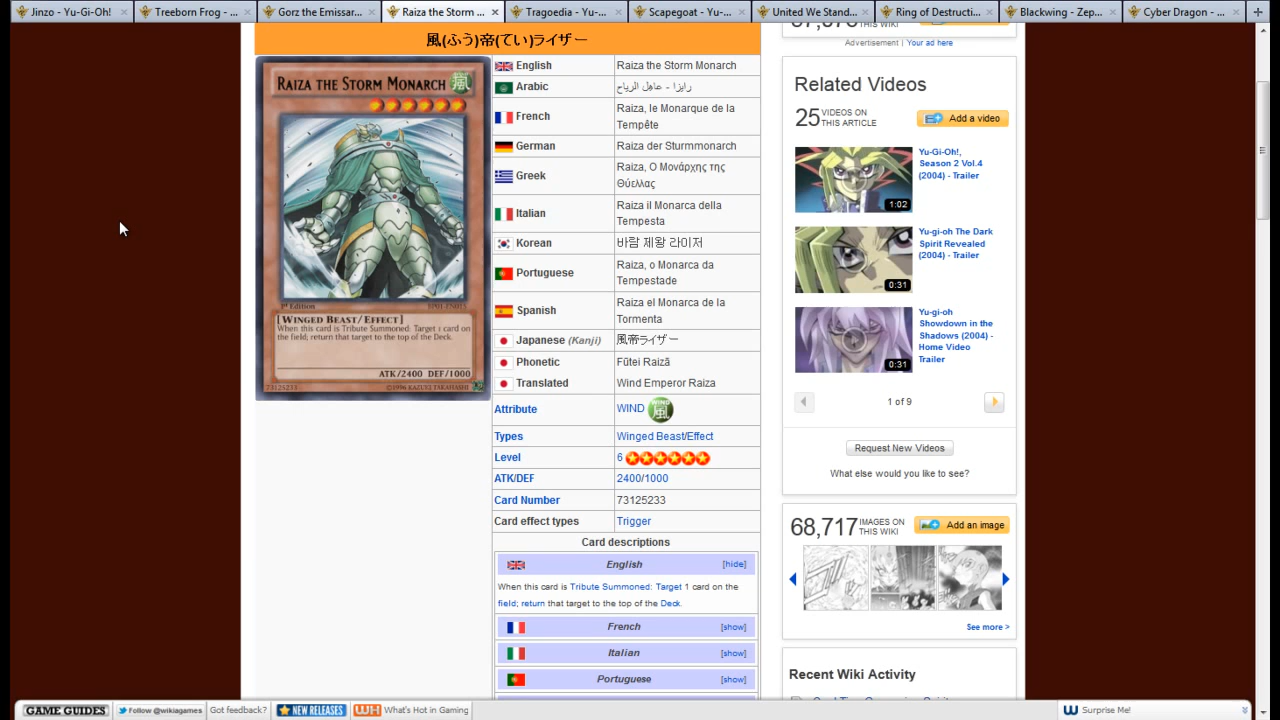 Jinzo - Yu-Gi-Oh!
Treeborn Frog - ...
Gorz the Emissar...
Raiza the Storm ...
Tragoedia - Yu-...
Scapegoat - Yu-...
United We Stand...
Ring of Destructi...
Blackwing - Zep...
Cyber Dragon - ...
風(ふう)帝(てい)ライザー
RAIZA THE STORM MONARCH
風
1st Edition
[WINGED BEAST/EFFECT]
When this card is Tribute Summoned: Target 1 card on
the field; return that target to the top of the Deck.
ATK/2400 DEF/1000
73125233
©1996 KAZUKI TAKAHASHI
English Raiza the Storm Monarch
Arabic رايزا - عاهل الرياح
French Raiza, le Monarque de la
Tempête
German Raiza der Sturmmonarch
Greek Raiza, Ο Μονάρχης της
Θύελλας
Italian Raiza il Monarca della
Tempesta
Korean 바람 제왕 라이저
Portuguese Raiza, o Monarca da
Tempestade
Spanish Raiza el Monarca de la
Tormenta
Japanese (Kanji) 風帝ライザー
Phonetic Fūtei Raizā
Translated Wind Emperor Raiza
Attribute WIND WIND 風
Types Winged Beast/Effect
Level 6
ATK/DEF 2400/1000
Card Number 73125233
Card effect types Trigger
Card descriptions
English [hide]
When this card is Tribute Summoned: Target 1 card on the
field; return that target to the top of the Deck.
French [show]
Italian [show]
Portuguese [show]
THIS WIKI
Advertisement | Your ad here
Related Videos
25 VIDEOS ON
THIS ARTICLE
Add a video
Yu-Gi-Oh!,
Season 2 Vol.4
(2004) - Trailer
1:02
Yu-gi-oh The Dark
Spirit Revealed
(2004) - Trailer
0:31
Yu-gi-oh
Showdown in the
Shadows (2004) -
Home Video
Trailer
0:31
1 of 9
Request New Videos
What else would you like to see?
68,717 IMAGES ON
THIS WIKI
Add an image
See more >
Recent Wiki Activity
GAME GUIDES
Follow @wikiagames
Got feedback?
NEW RELEASES
WH What's Hot in Gaming
Surprise Me!